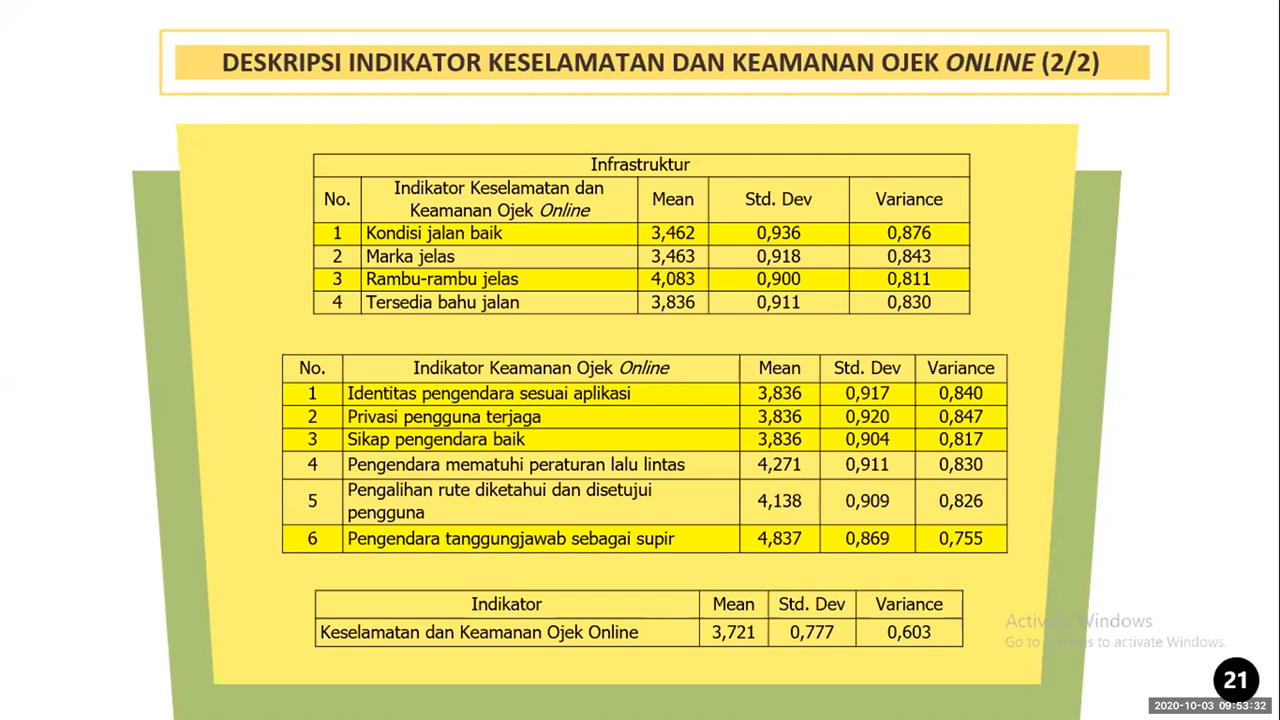 DESKRIPSI INDIKATOR KESELAMATAN DAN KEAMANAN OJEK ONLINE (2/2)
Infrastruktur
No. Indikator Keselamatan dan Keamanan Ojek Online Mean Std. Dev Variance
1 Kondisi jalan baik 3,462 0,936 0,876
2 Marka jelas 3,463 0,918 0,843
3 Rambu-rambu jelas 4,083 0,900 0,811
4 Tersedia bahu jalan 3,836 0,911 0,830
No. Indikator Keamanan Ojek Online Mean Std. Dev Variance
1 Identitas pengendara sesuai aplikasi 3,836 0,917 0,840
2 Privasi pengguna terjaga 3,836 0,920 0,847
3 Sikap pengendara baik 3,836 0,904 0,817
4 Pengendara mematuhi peraturan lalu lintas 4,271 0,911 0,830
5 Pengalihan rute diketahui dan disetujui pengguna 4,138 0,909 0,826
6 Pengendara tanggungjawab sebagai supir 4,837 0,869 0,755
Indikator Mean Std. Dev Variance
Keselamatan dan Keamanan Ojek Online 3,721 0,777 0,603
Activate Windows
Go to Settings to activate Windows.
21
2020-10-03 09:53:32